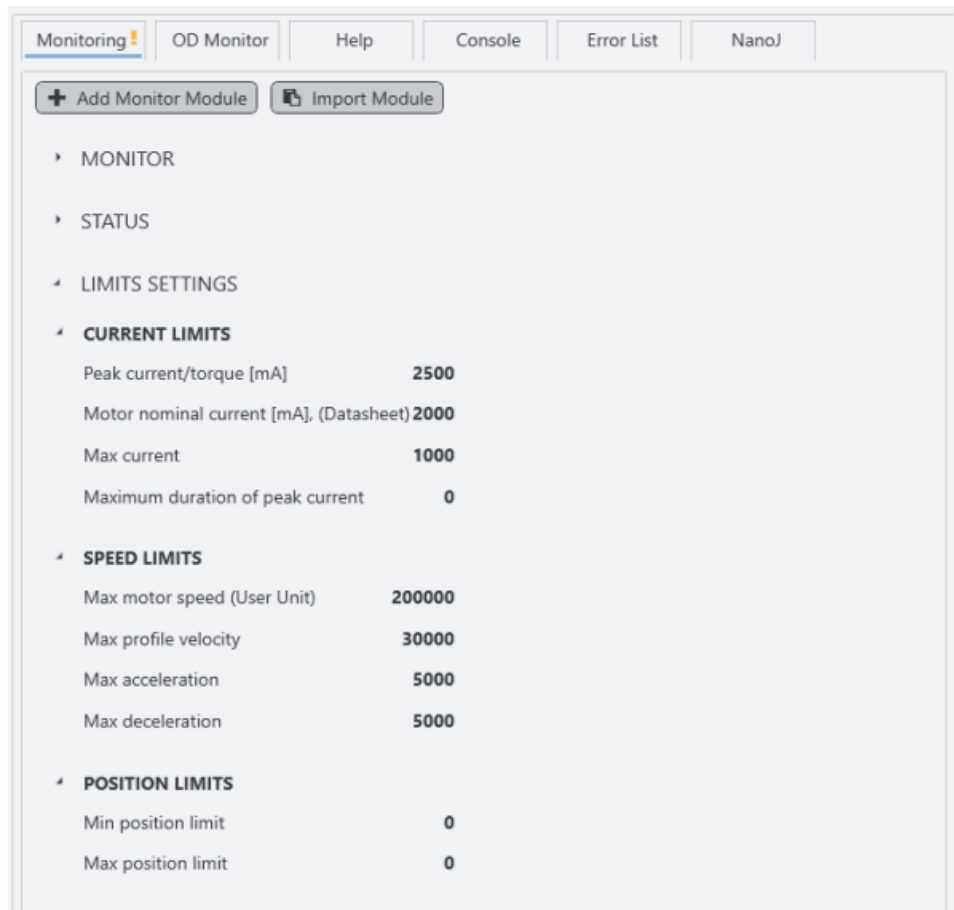 Monitoring! OD Monitor Help Console Error List NanoJ
Add Monitor Module Import Module
MONITOR
STATUS
LIMITS SETTINGS
CURRENT LIMITS
Peak current/torque [mA] 2500
Motor nominal current [mA], (Datasheet) 2000
Max current 1000
Maximum duration of peak current 0
SPEED LIMITS
Max motor speed (User Unit) 200000
Max profile velocity 30000
Max acceleration 5000
Max deceleration 5000
POSITION LIMITS
Min position limit 0
Max position limit 0